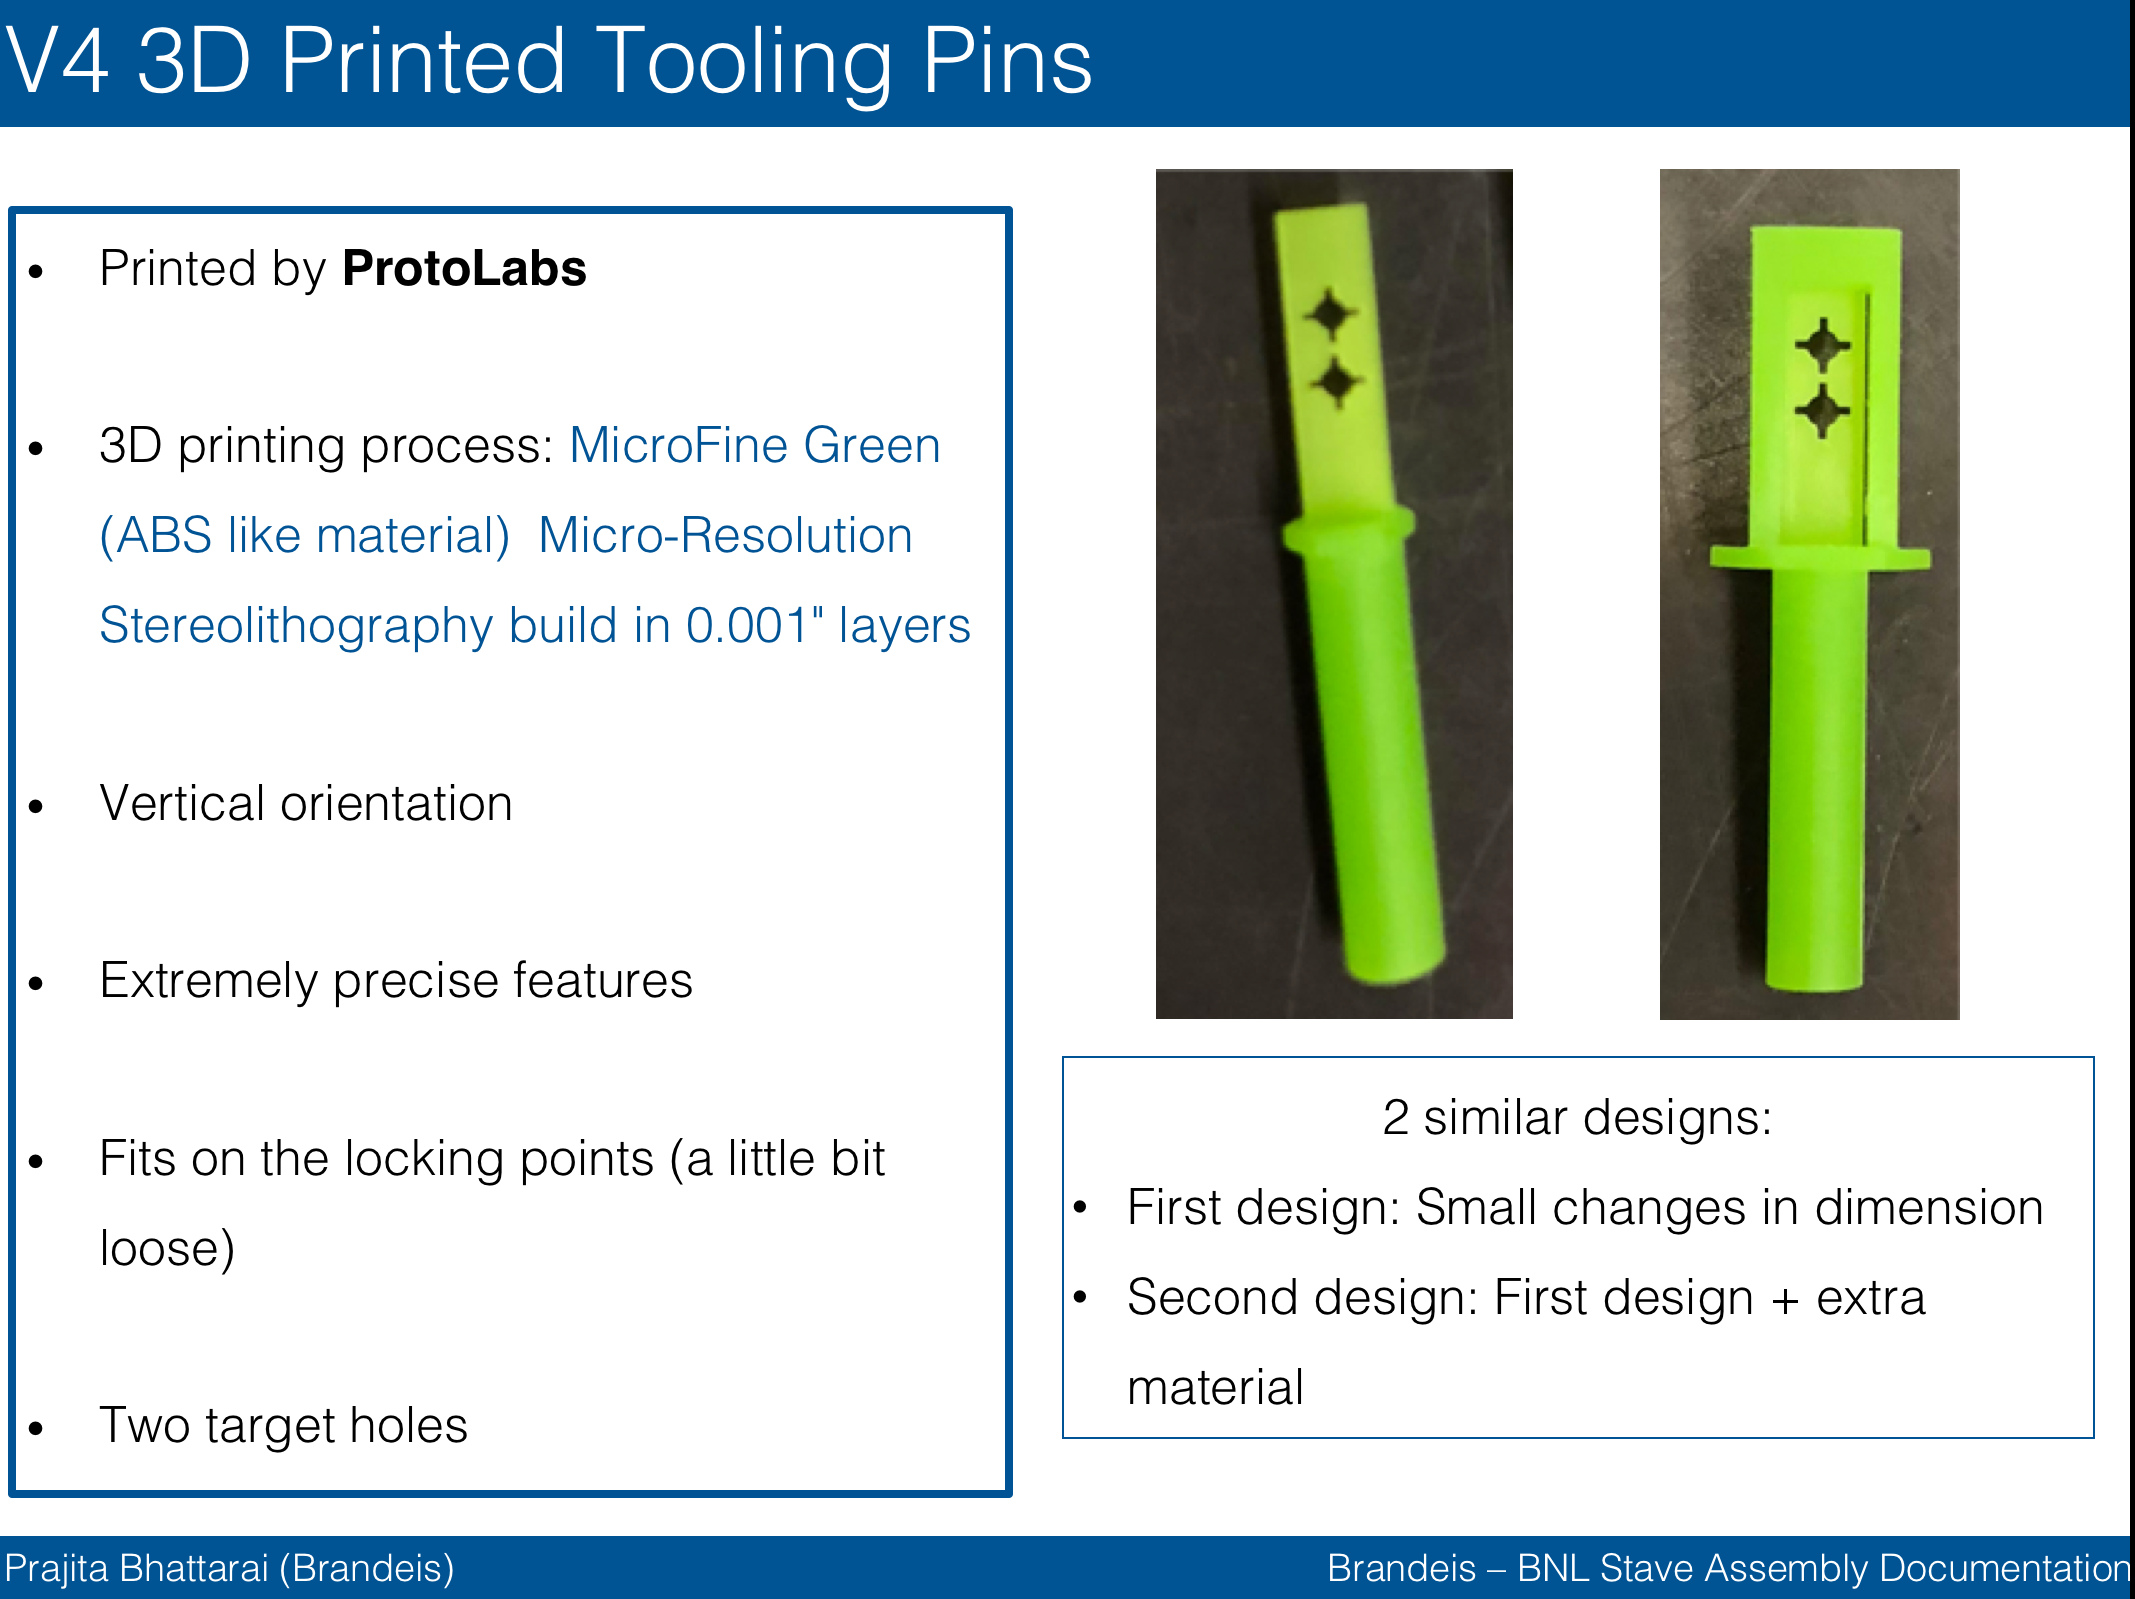 V4 3D Printed Tooling Pins
• Printed by ProtoLabs
• 3D printing process: MicroFine Green
(ABS like material)  Micro-Resolution
Stereolithography build in 0.001" layers
• Vertical orientation
• Extremely precise features
• Fits on the locking points (a little bit
loose)
• Two target holes
2 similar designs:
• First design: Small changes in dimension
• Second design: First design + extra
material
Prajita Bhattarai (Brandeis)
Brandeis – BNL Stave Assembly Documentation